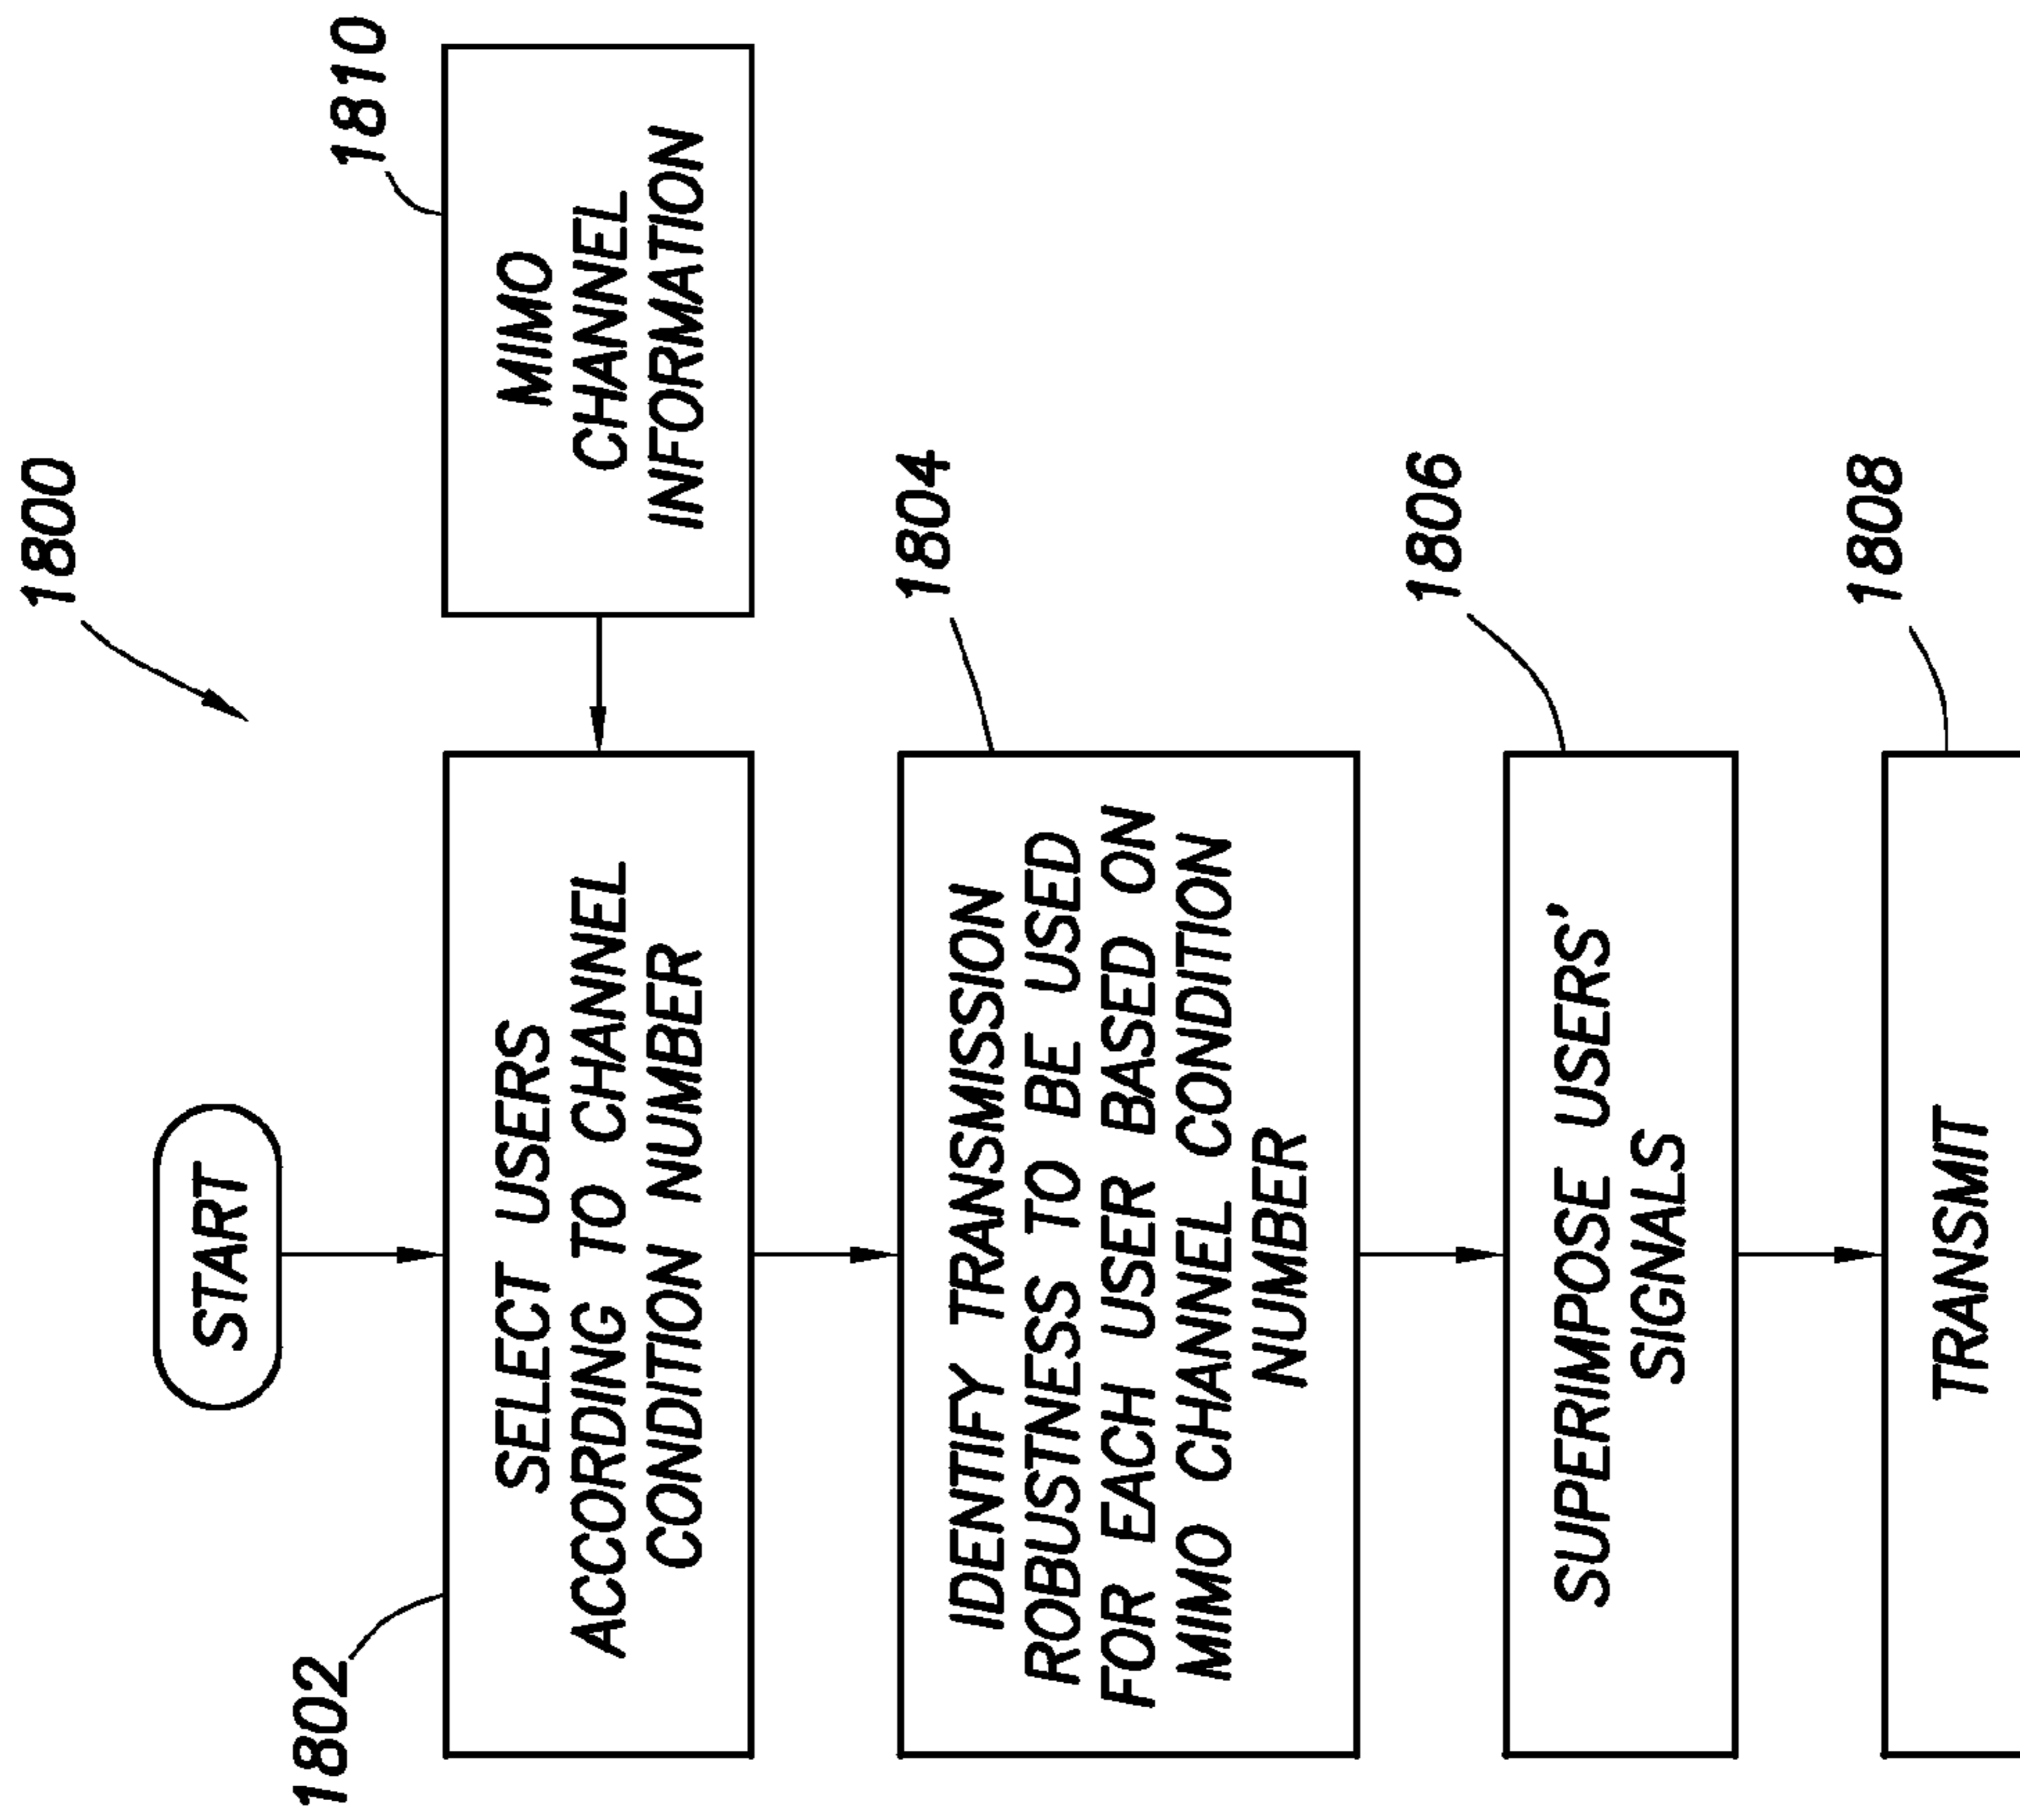 1800
START
1802
SELECT USERS
ACCORDING TO CHANNEL
CONDITION NUMBER
1810
MIMO
CHANNEL
INFORMATION
1804
IDENTIFY TRANSMISSION
ROBUSTNESS TO BE USED
FOR EACH USER BASED ON
MIMO CHANNEL CONDITION
NUMBER
1806
SUPERIMPOSE USERS'
SIGNALS
1808
TRANSMIT